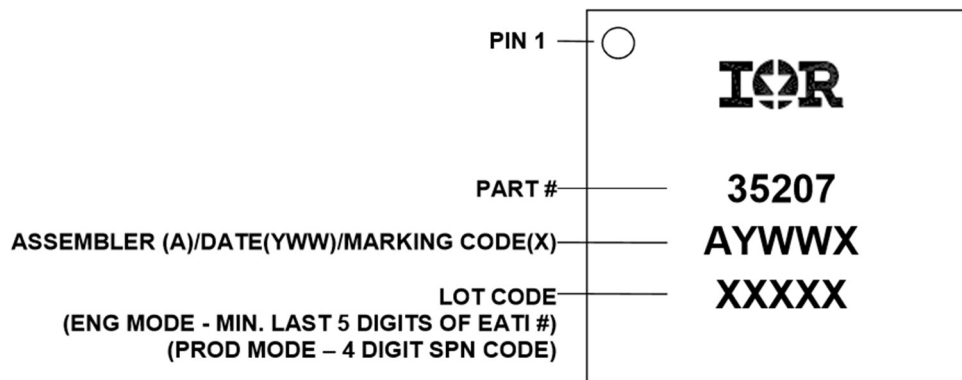 PIN 1
IOR
PART # 35207
ASSEMBLER (A)/DATE(YWW)/MARKING CODE(X) AYWWX
LOT CODE XXXXX
(ENG MODE - MIN. LAST 5 DIGITS OF EATI #)
(PROD MODE – 4 DIGIT SPN CODE)